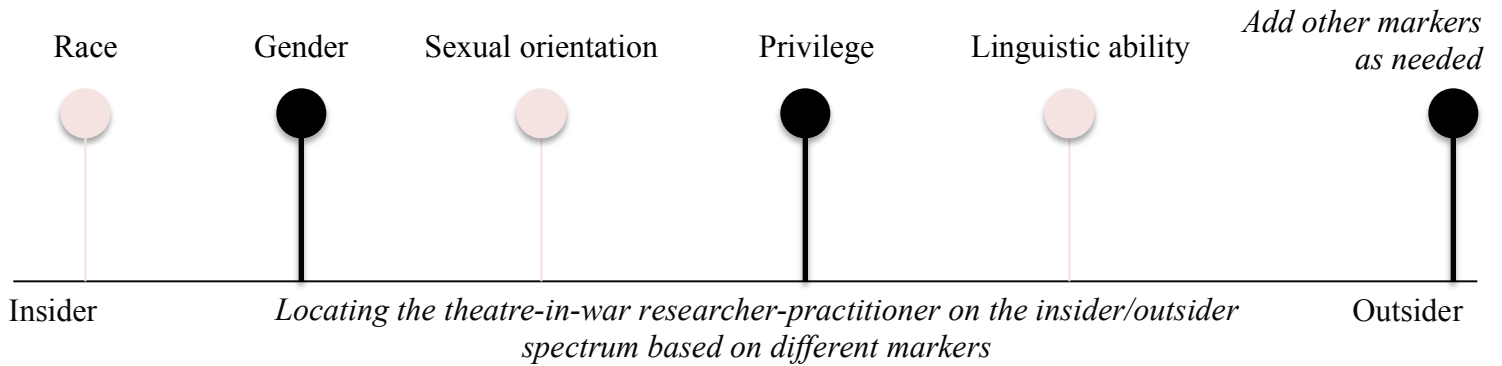 Race
Gender
Sexual orientation
Privilege
Linguistic ability
Add other markers
as needed
Insider
Locating the theatre-in-war researcher-practitioner on the insider/outsider
spectrum based on different markers
Outsider